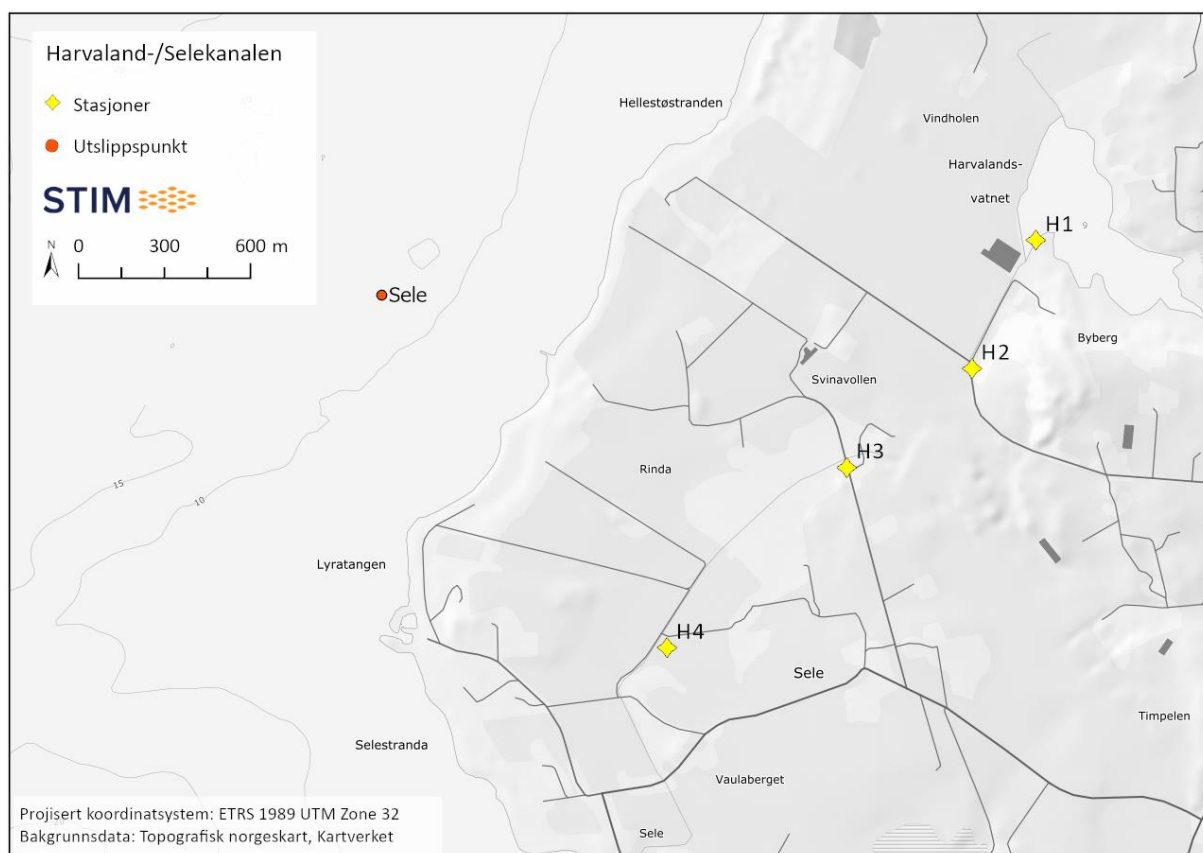 Harvaland-/Selekanalen
Stasjoner
Utslippspunkt
STIM
N
0 300 600 m
Hellestøstranden
Vindholen
Harvalands-
vatnet
H1
9
Sele
Byberg
H2
Svinavollen
H3
Rinda
15
10
Lyratangen
H4
Sele
Timpelen
Selestranda
Vaulaberget
Sele
Projisert koordinatsystem: ETRS 1989 UTM Zone 32
Bakgrunnsdata: Topografisk norgeskart, Kartverket